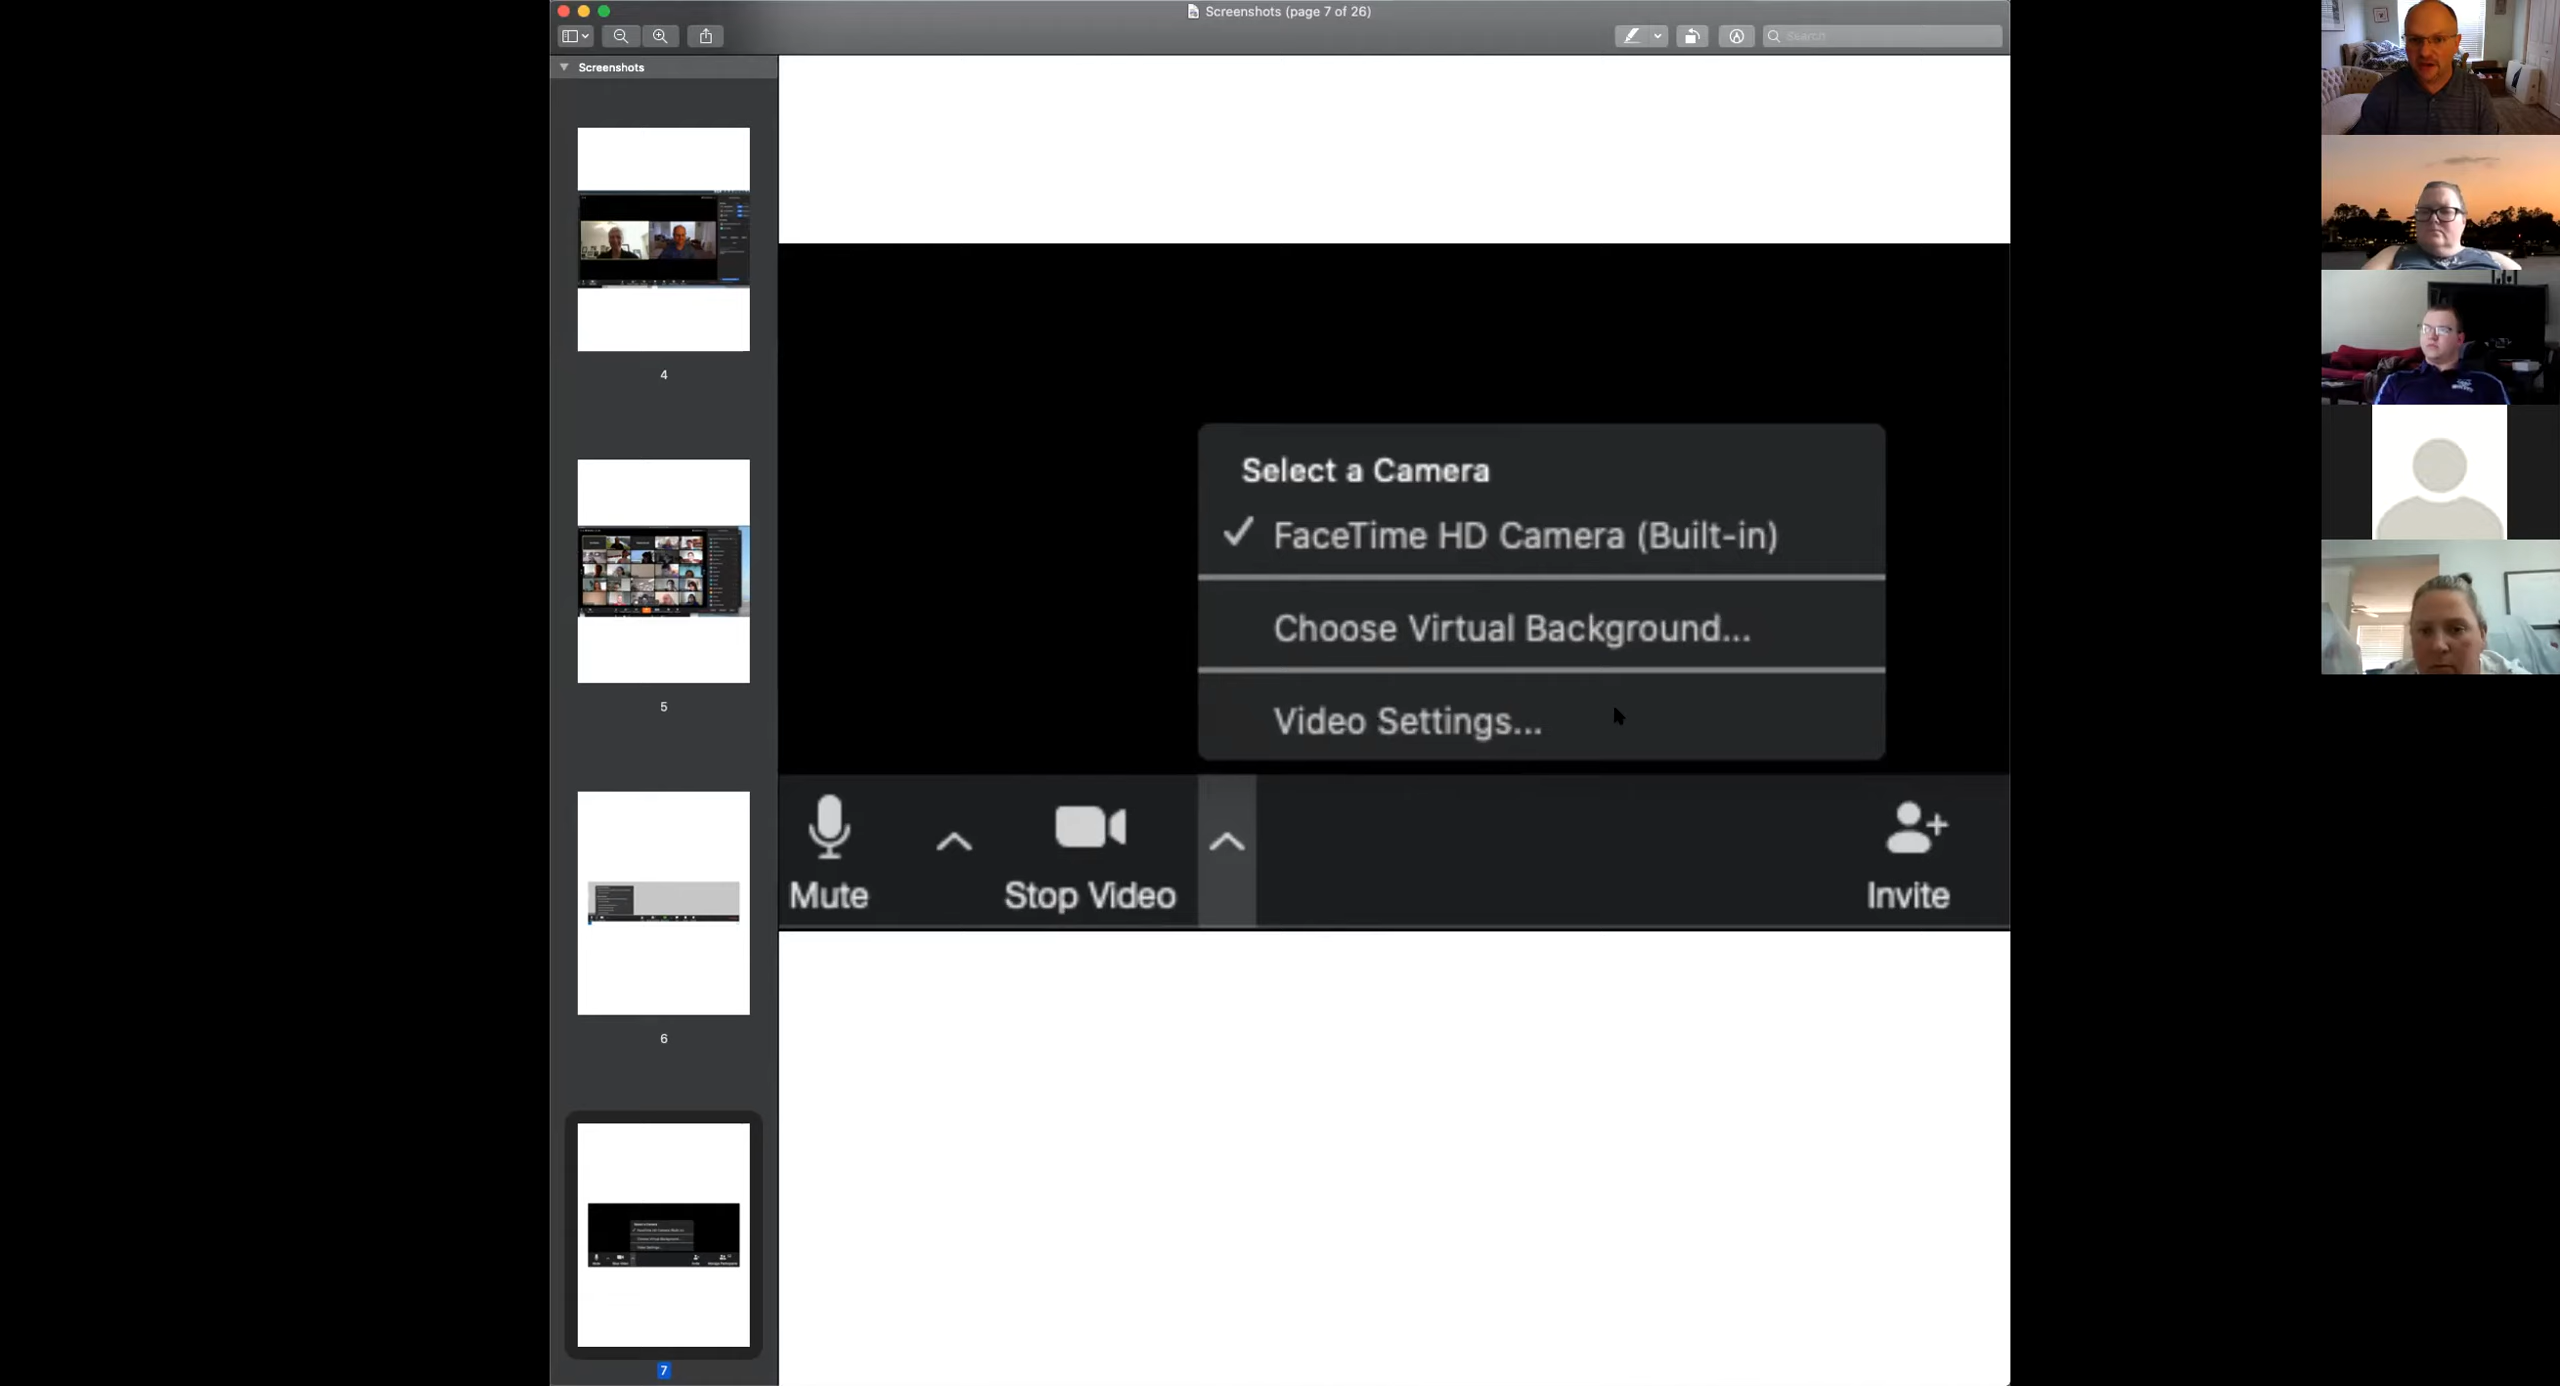 Screenshots (page 7 of 26)
Search
Screenshots
4
5
6
7
Select a Camera
✓ FaceTime HD Camera (Built-in)
Choose Virtual Background...
Video Settings...
Mute
Stop Video
Invite